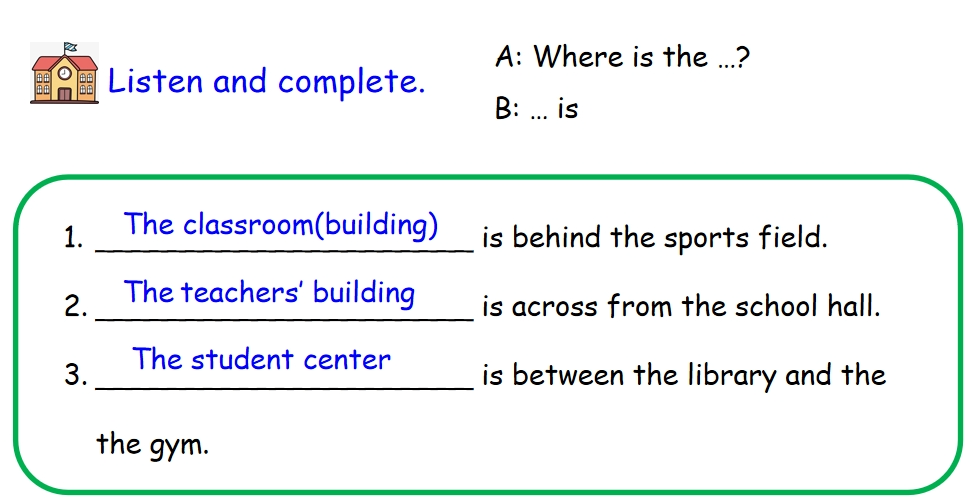 Listen and complete.
A: Where is the ...?
B: ... is
1. The classroom(building) is behind the sports field.
2. The teachers' building is across from the school hall.
3. The student center is between the library and the
the gym.